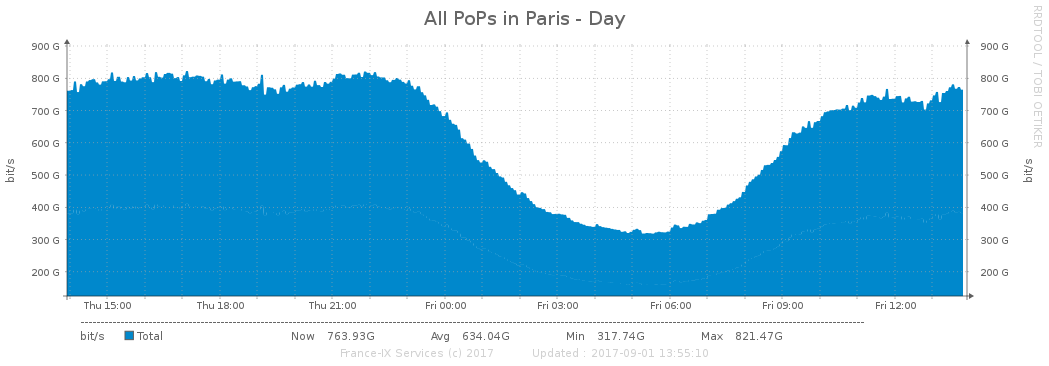 All PoPs in Paris - Day
RRDTOOL / TOBI OETIKER
900 G 900 G
800 G 800 G
700 G 700 G
600 G 600 G
500 G 500 G
400 G 400 G
300 G 300 G
200 G 200 G
bit/s
bit/s
Thu 15:00 Thu 18:00 Thu 21:00 Fri 00:00 Fri 03:00 Fri 06:00 Fri 09:00 Fri 12:00
bit/s Total Now 763.93G Avg 634.04G Min 317.74G Max 821.47G
France-IX Services (c) 2017 Updated : 2017-09-01 13:55:10